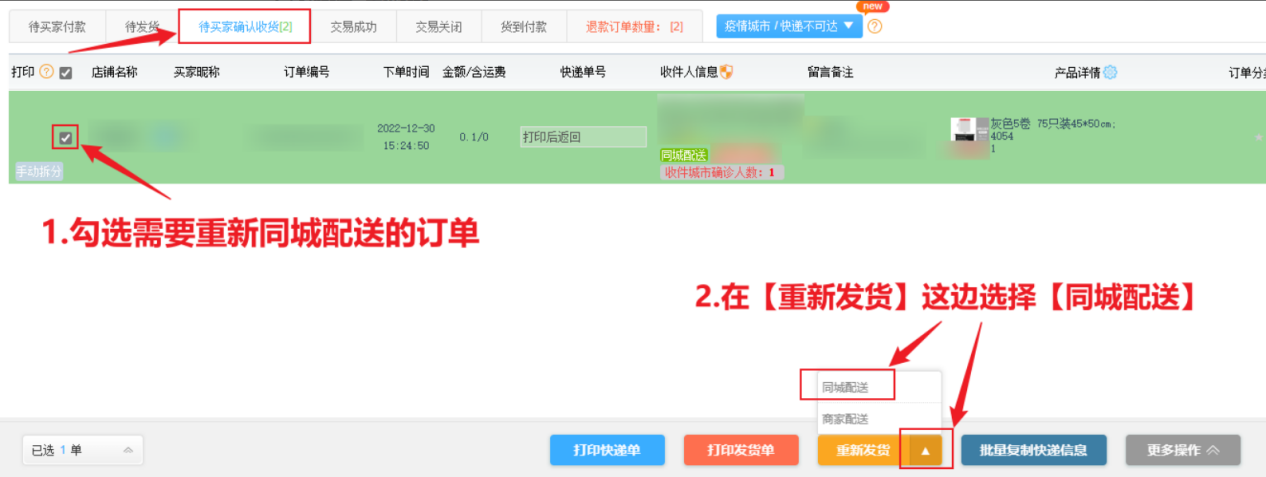 待买家付款 待发货 待买家确认收货[2] 交易成功 交易关闭 货到付款 退款订单数量： [2] 疫情城市 / 快递不可达 ▼ new ?
打印 ? 店铺名称 买家昵称 订单编号 下单时间 金额/含运费 快递单号 收件人信息 留言备注 产品详情 订单分
2022-12-30
15:24:50
0.1/0
打印后返回
同城配送
收件城市确诊人数：1
灰色5卷 75只装45*50cm;
4054
1
手动拆分
1.勾选需要重新同城配送的订单
2.在【重新发货】这边选择【同城配送】
同城配送
商家配送
已选 1 单 打印快递单 打印发货单 重新发货 ▲ 批量复制快递信息 更多操作